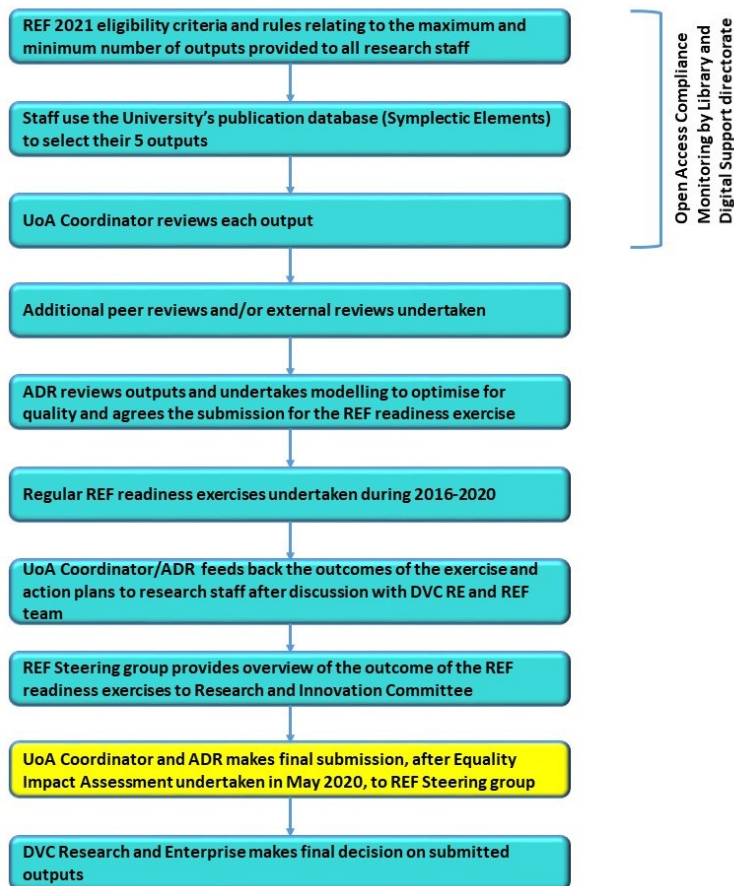 REF 2021 eligibility criteria and rules relating to the maximum and
minimum number of outputs provided to all research staff
Staff use the University's publication database (Symplectic Elements)
to select their 5 outputs
UoA Coordinator reviews each output
Open Access Compliance
Monitoring by Library and
Digital Support directorate
Additional peer reviews and/or external reviews undertaken
ADR reviews outputs and undertakes modelling to optimise for
quality and agrees the submission for the REF readiness exercise
Regular REF readiness exercises undertaken during 2016-2020
UoA Coordinator/ADR feeds back the outcomes of the exercise and
action plans to research staff after discussion with DVC RE and REF
team
REF Steering group provides overview of the outcome of the REF
readiness exercises to Research and Innovation Committee
UoA Coordinator and ADR makes final submission, after Equality
Impact Assessment undertaken in May 2020, to REF Steering group
DVC Research and Enterprise makes final decision on submitted
outputs